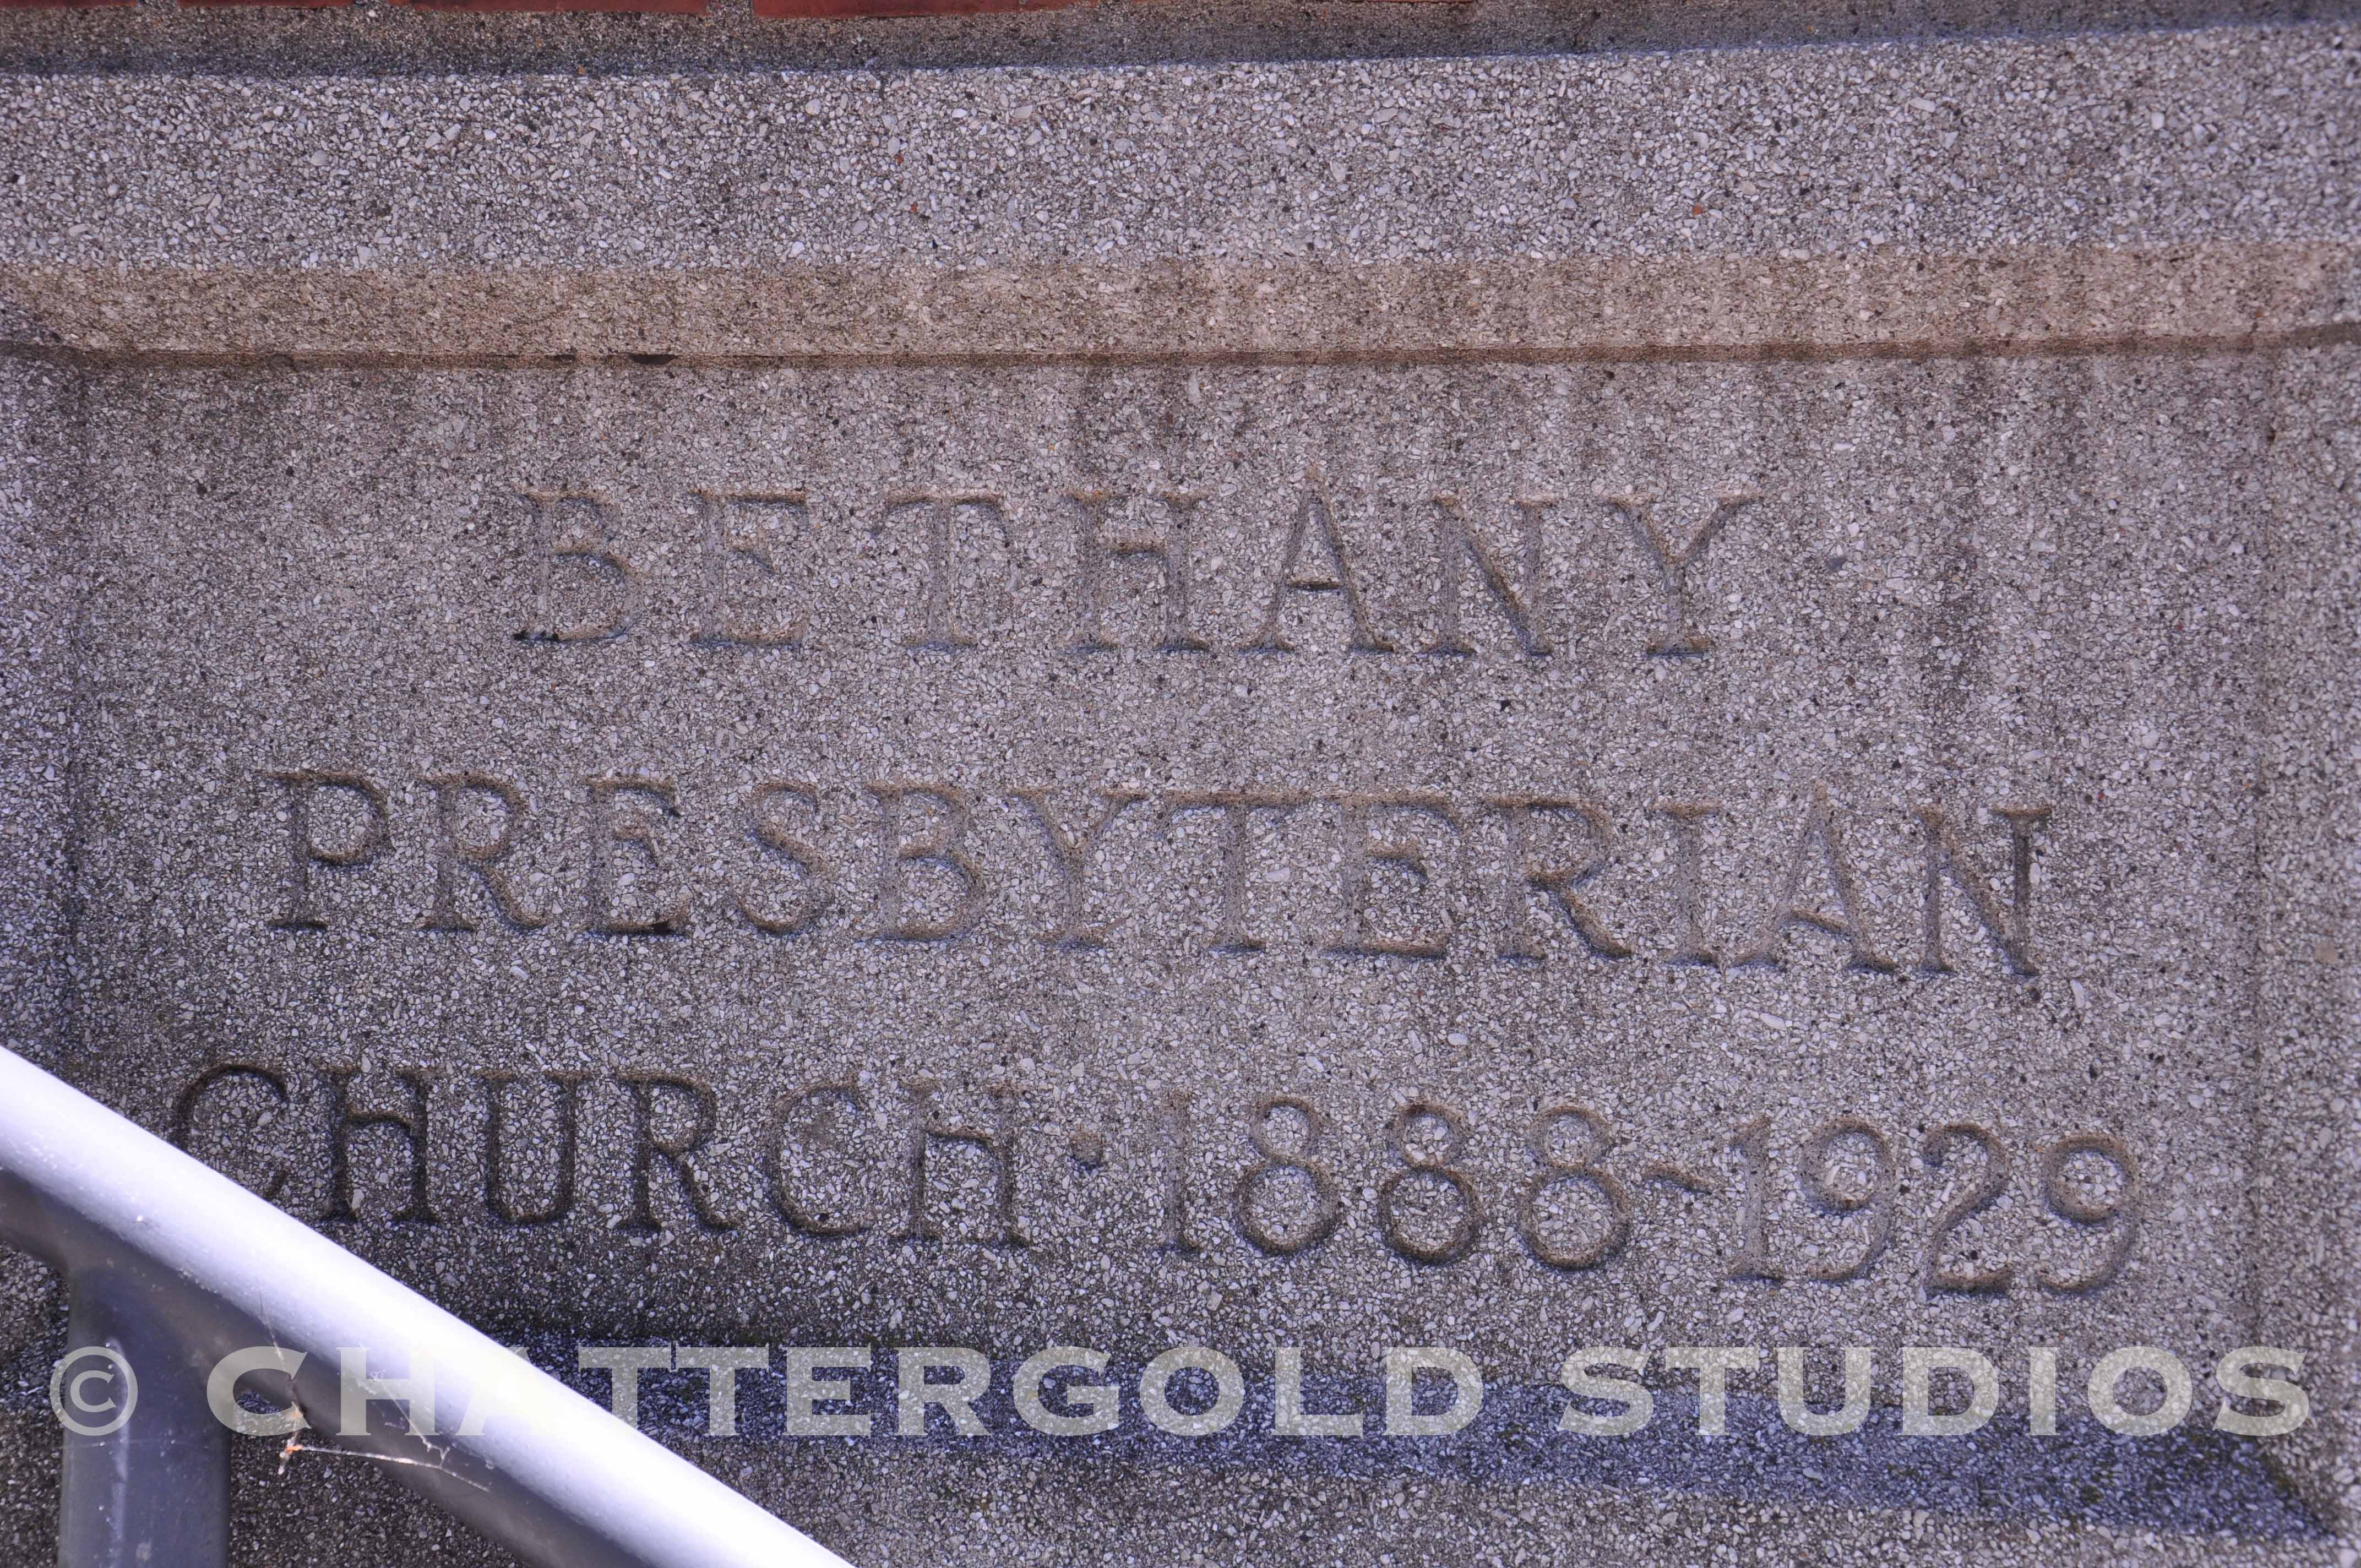 BETHANY
PRESBYTERIAN
CHURCH·1888-1929
© CHATTERGOLD STUDIOS